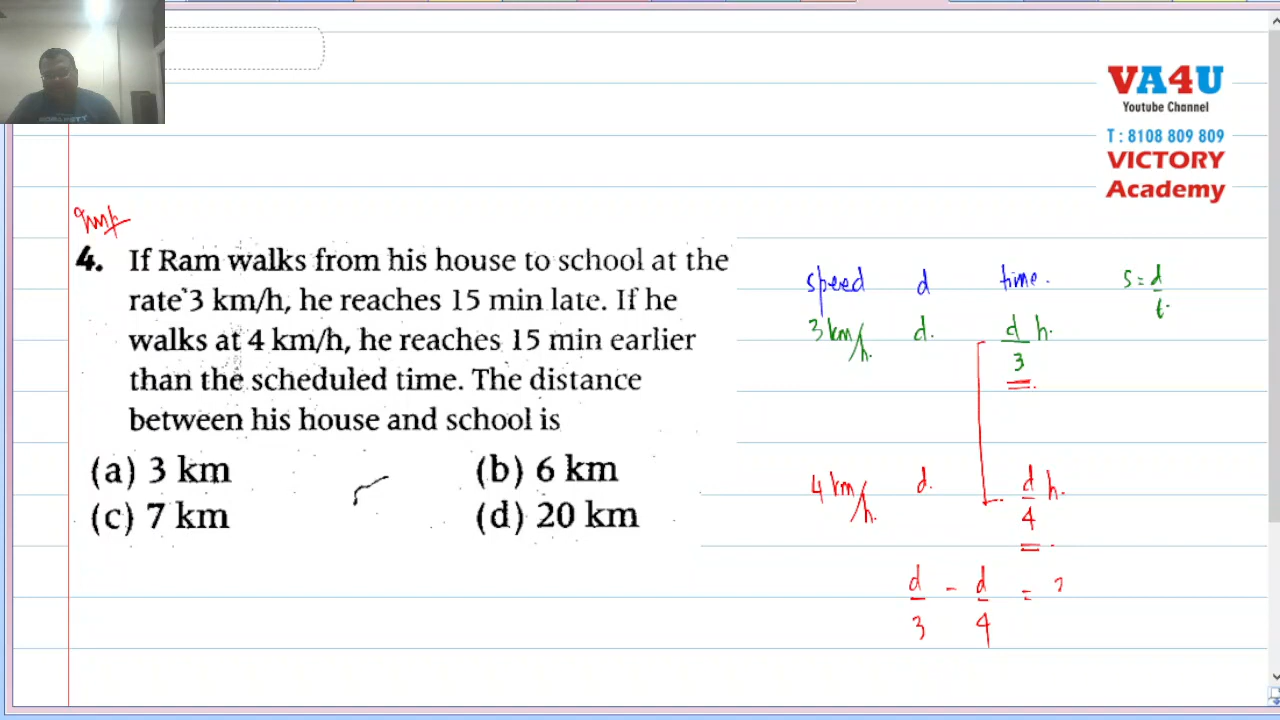 VA4U
Youtube Channel
T : 8108 809 809
VICTORY
Academy
Imp
4. If Ram walks from his house to school at the
rate 3 km/h, he reaches 15 min late. If he
walks at 4 km/h, he reaches 15 min earlier
than the scheduled time. The distance
between his house and school is
(a) 3 km (b) 6 km
(c) 7 km (d) 20 km
speed d time. s = d/t.
3 km/h. d. d/3 h.
4 km/h. d. d/4 h.
d/3 - d/4 =